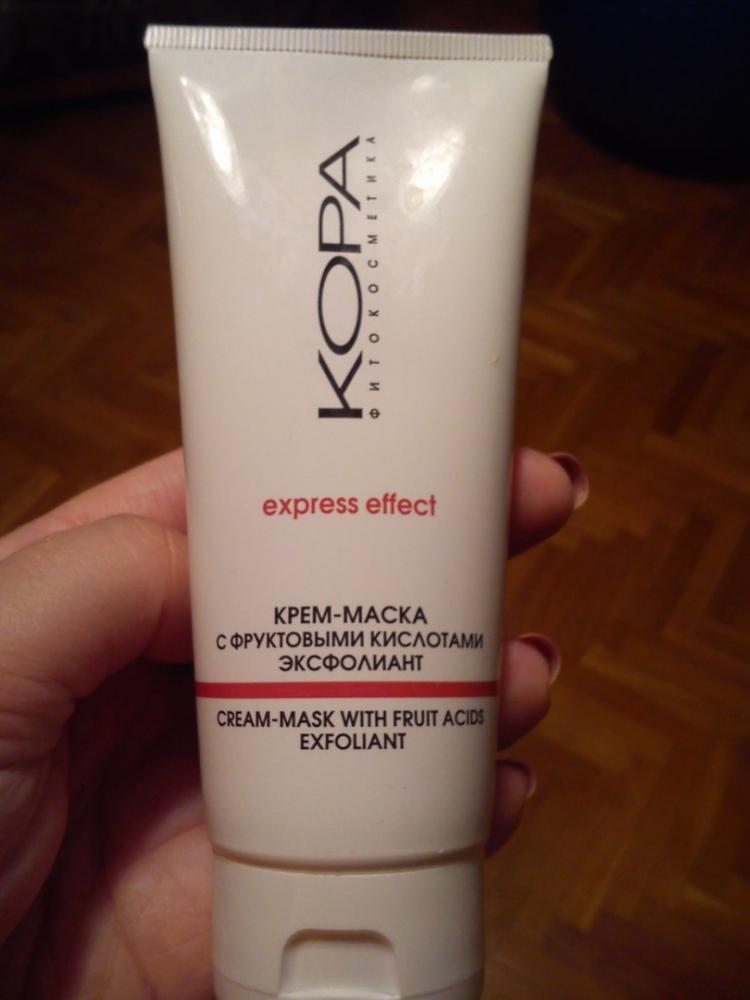 КОРА
ФИТОКОСМЕТИКА
express effect
КРЕМ-МАСКА
С ФРУКТОВЫМИ КИСЛОТАМИ
ЭКСФОЛИАНТ
CREAM-MASK WITH FRUIT ACIDS
EXFOLIANT